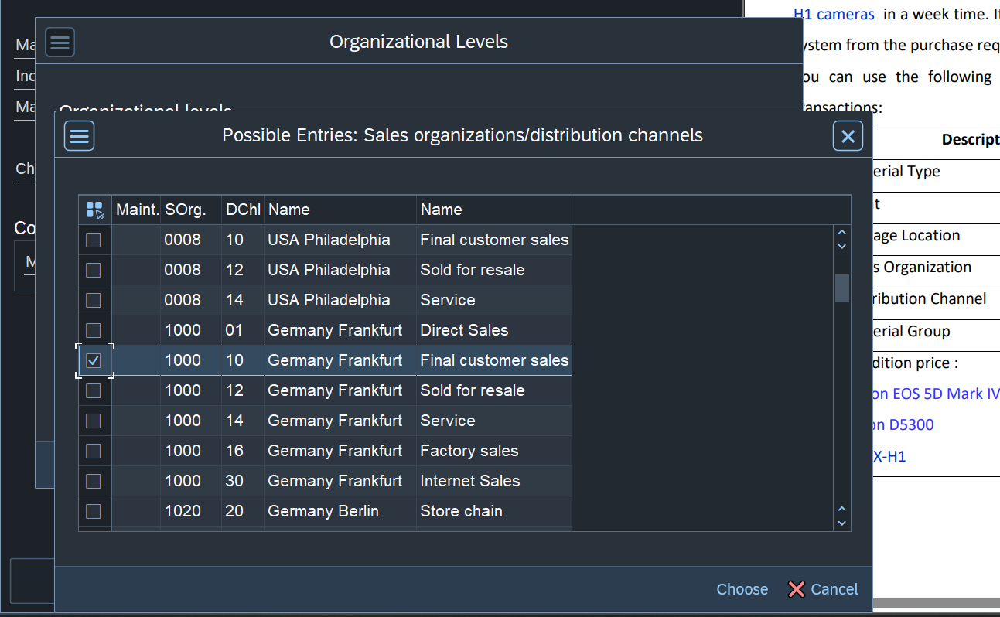 Organizational Levels
Organizational levels
Possible Entries: Sales organizations/distribution channels
Maint. SOrg. DChl Name Name
0008 10 USA Philadelphia Final customer sales
0008 12 USA Philadelphia Sold for resale
0008 14 USA Philadelphia Service
1000 01 Germany Frankfurt Direct Sales
1000 10 Germany Frankfurt Final customer sales
1000 12 Germany Frankfurt Sold for resale
1000 14 Germany Frankfurt Service
1000 16 Germany Frankfurt Factory sales
1000 30 Germany Frankfurt Internet Sales
1020 20 Germany Berlin Store chain
Choose Cancel
Ma
Ind
Ma
Ch
Co
M
H1 cameras in a week time. It
ystem from the purchase req
ou can use the following
ansactions:
Descript
erial Type
t
age Location
s Organization
ribution Channel
erial Group
dition price :
on EOS 5D Mark IV
on D5300
X-H1